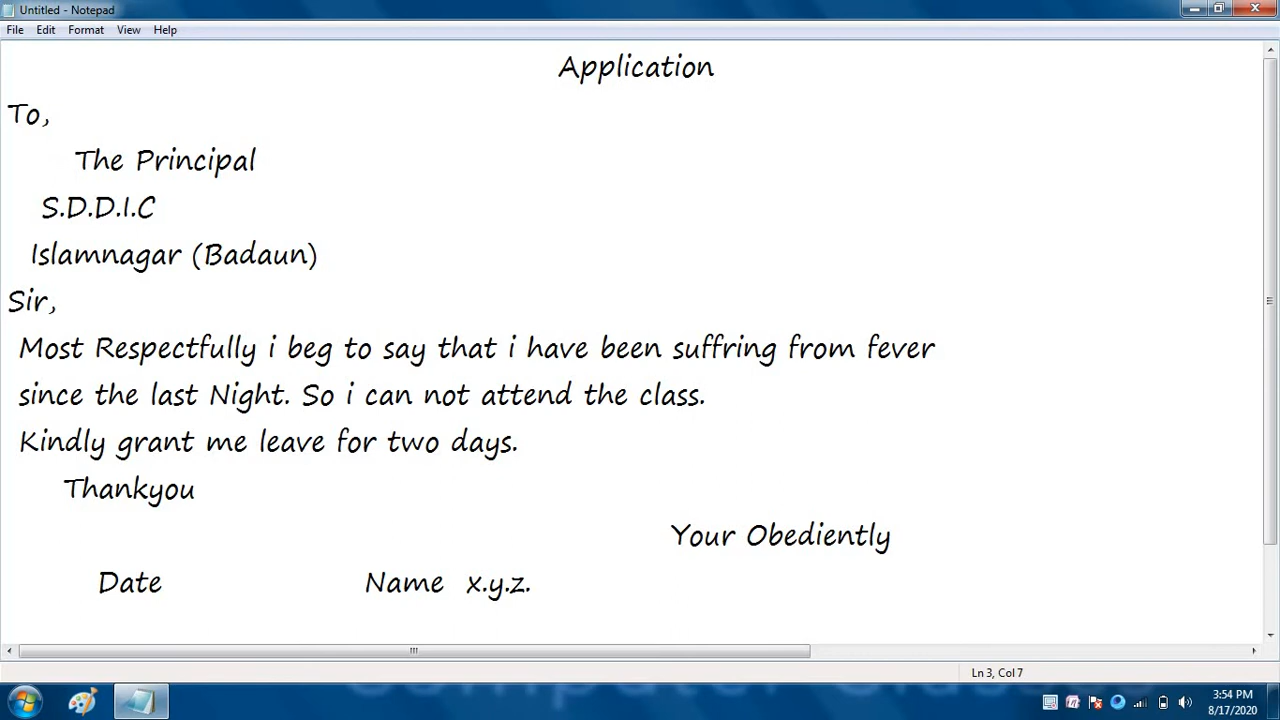 Untitled - Notepad
File Edit Format View Help
Application
To,
The Principal
S.D.D.I.C
Islamnagar (Badaun)
Sir,
Most Respectfully i beg to say that i have been suffring from fever
since the last Night. So i can not attend the class.
Kindly grant me leave for two days.
Thankyou
Your Obediently
Date Name x.y.z.
Ln 3, Col 7
3:54 PM
8/17/2020